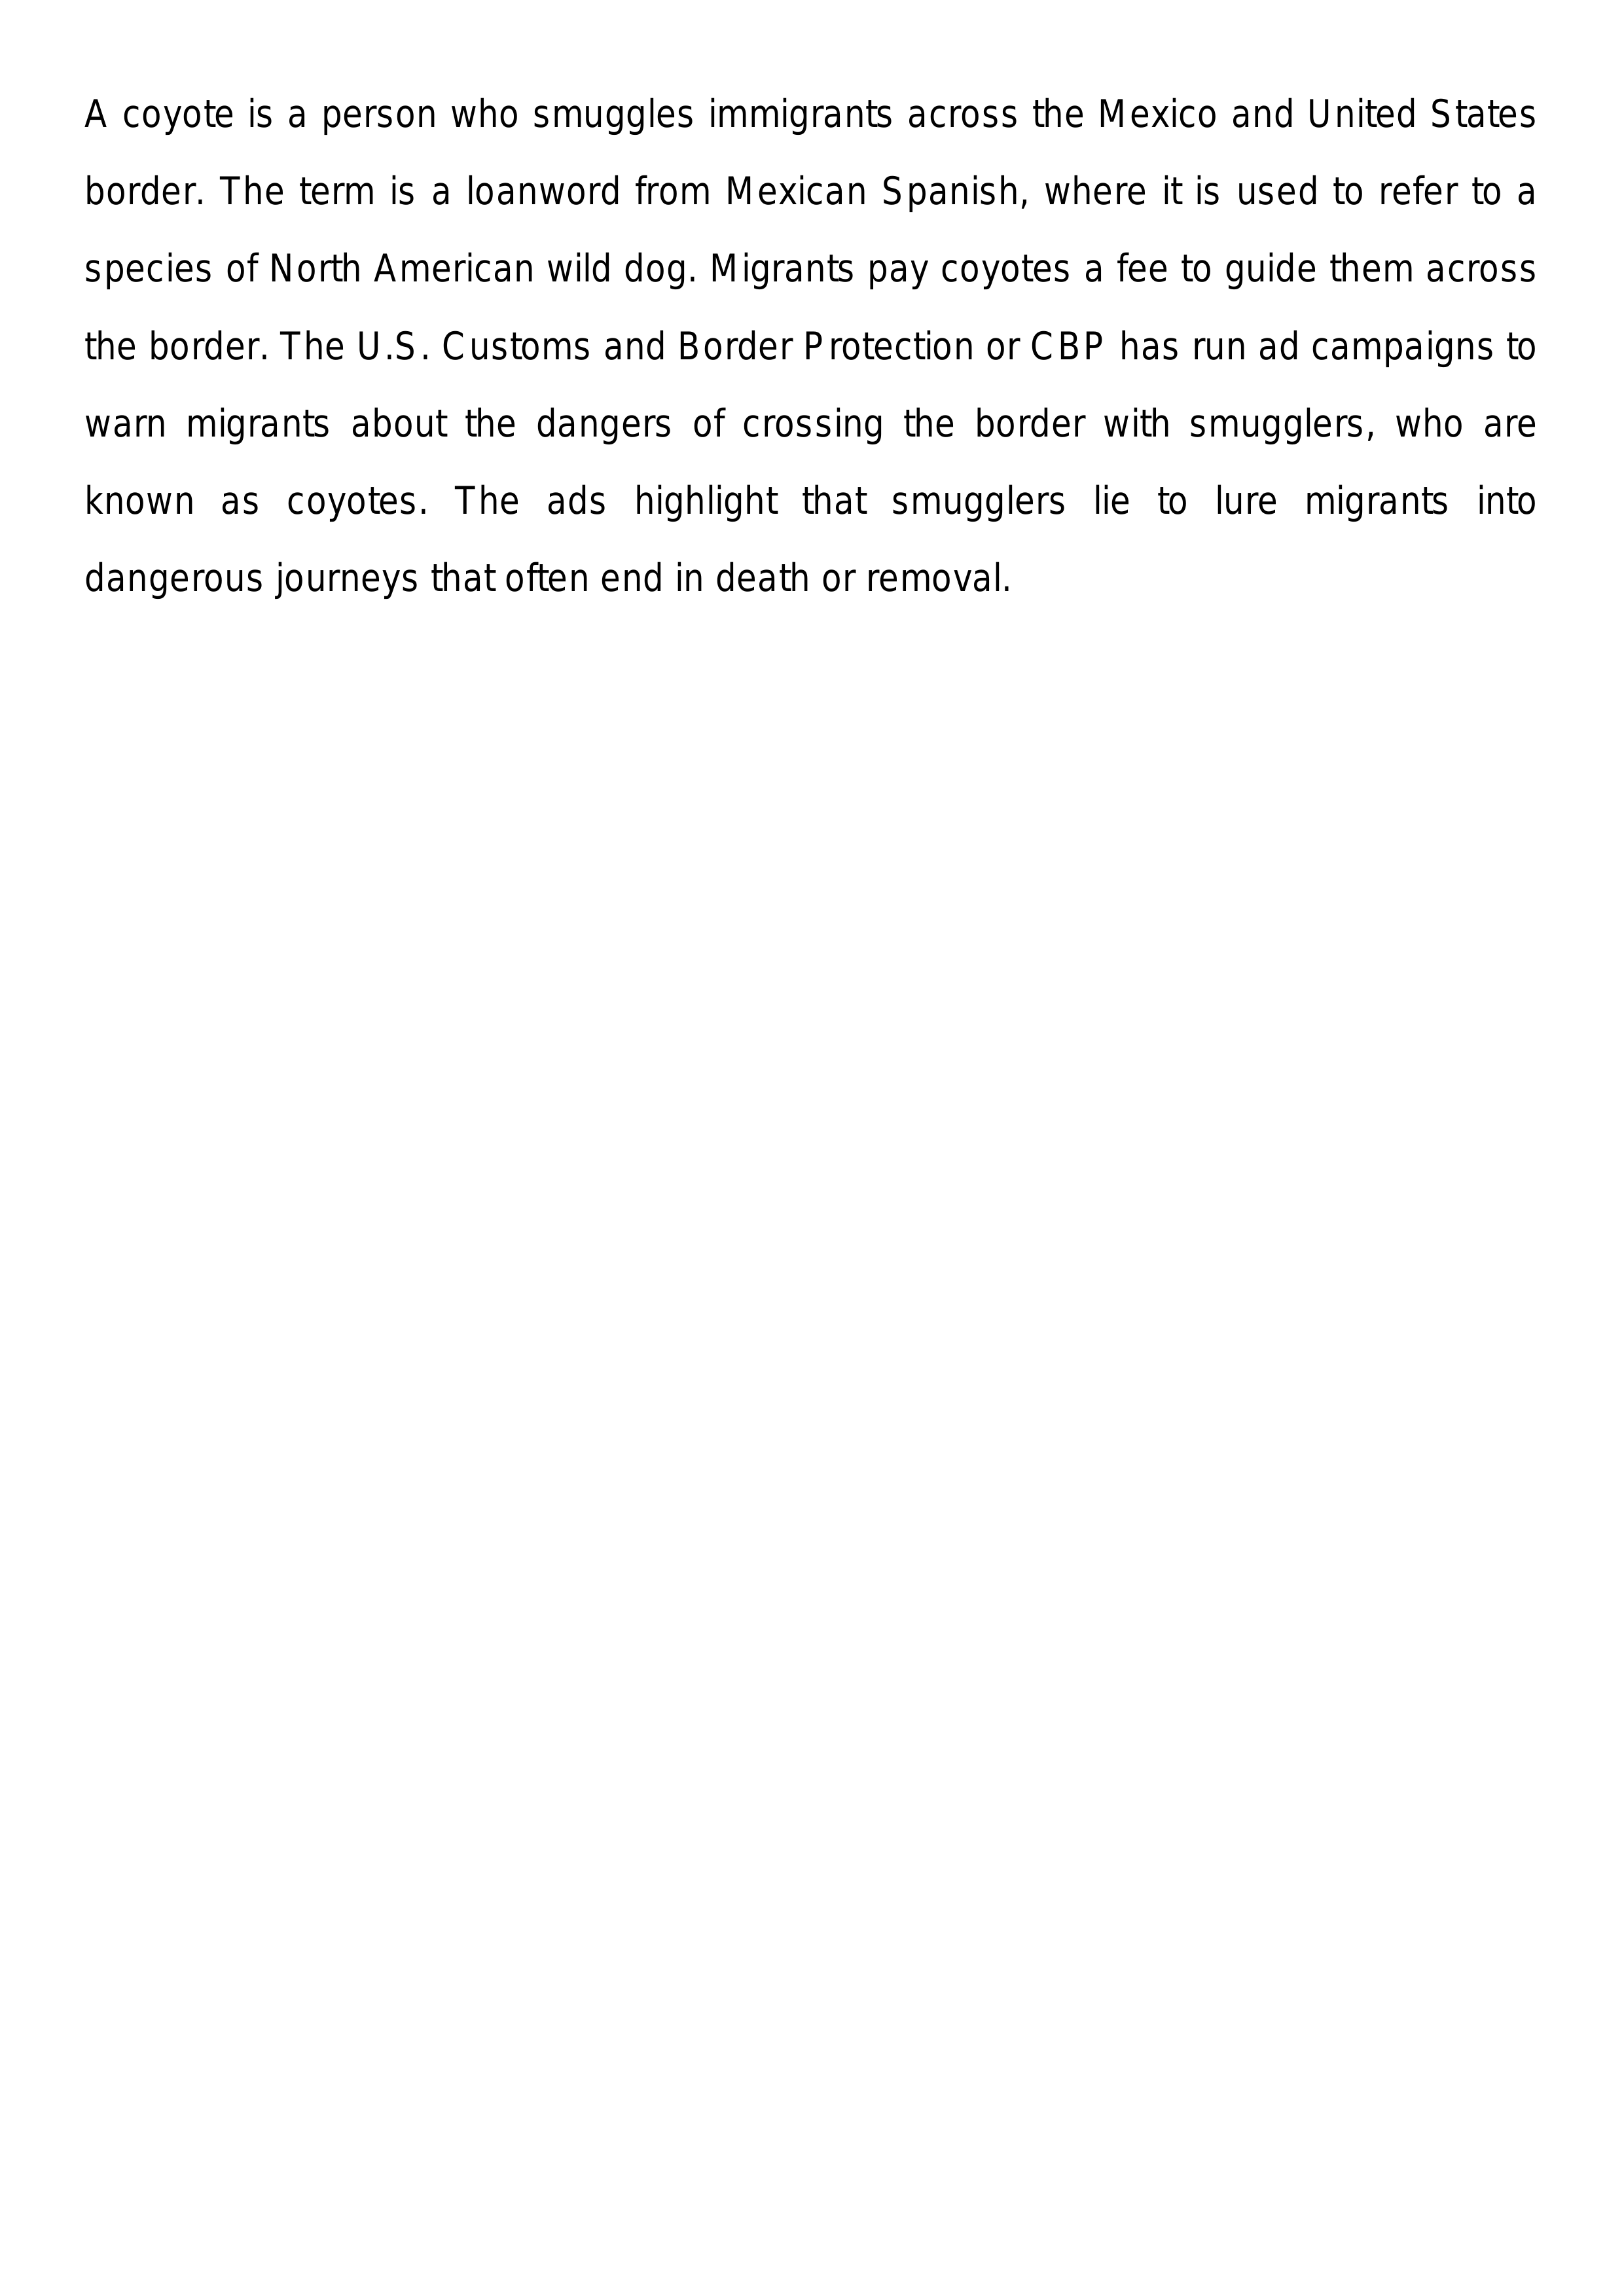 A coyote is a person who smuggles immigrants across the Mexico and United States
border. The term is a loanword from Mexican Spanish, where it is used to refer to a
species of North American wild dog. Migrants pay coyotes a fee to guide them across
the border. The U.S. Customs and Border Protection or CBP has run ad campaigns to
warn migrants about the dangers of crossing the border with smugglers, who are
known as coyotes. The ads highlight that smugglers lie to lure migrants into
dangerous journeys that often end in death or removal.